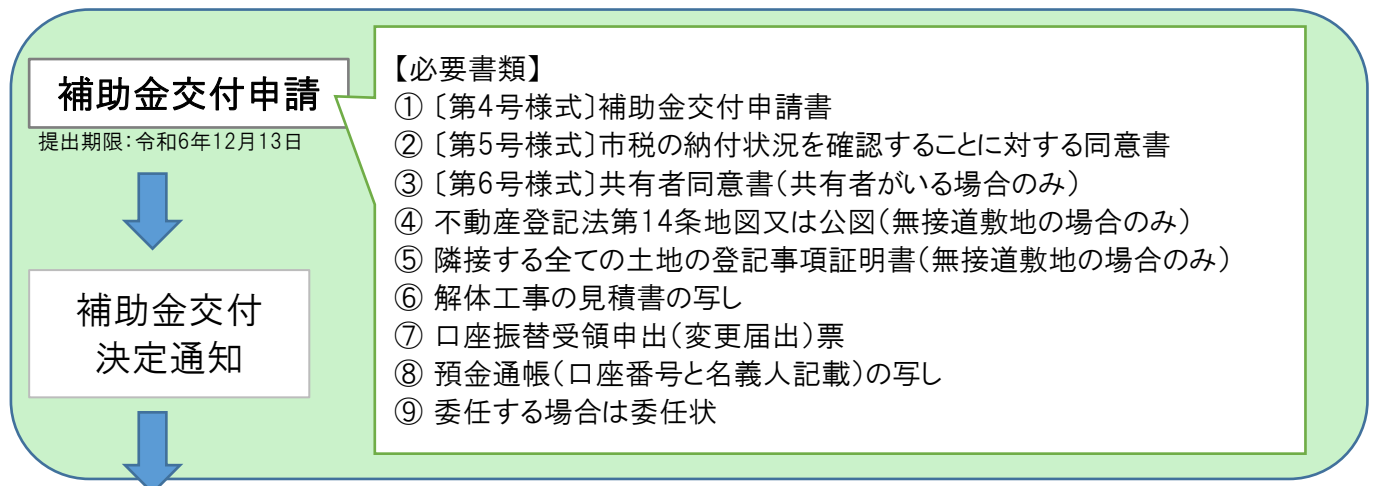 補助金交付申請
提出期限：令和6年12月13日
【必要書類】
① 〔第4号様式〕補助金交付申請書
② 〔第5号様式〕市税の納付状況を確認することに対する同意書
③ 〔第6号様式〕共有者同意書（共有者がいる場合のみ）
④ 不動産登記法第14条地図又は公図（無接道敷地の場合のみ）
⑤ 隣接する全ての土地の登記事項証明書（無接道敷地の場合のみ）
⑥ 解体工事の見積書の写し
⑦ 口座振替受領申出（変更届出）票
⑧ 預金通帳（口座番号と名義人記載）の写し
⑨ 委任する場合は委任状
補助金交付
決定通知